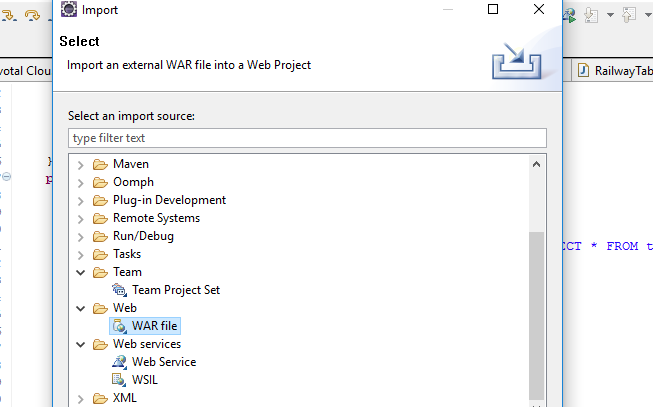 Import
Select
Import an external WAR file into a Web Project
votal Clou
RailwayTab
Select an import source:
type filter text
Maven
Oomph
Plug-in Development
Remote Systems
Run/Debug
Tasks
Team
Team Project Set
Web
WAR file
Web services
Web Service
WSIL
XML
ECT * FROM t